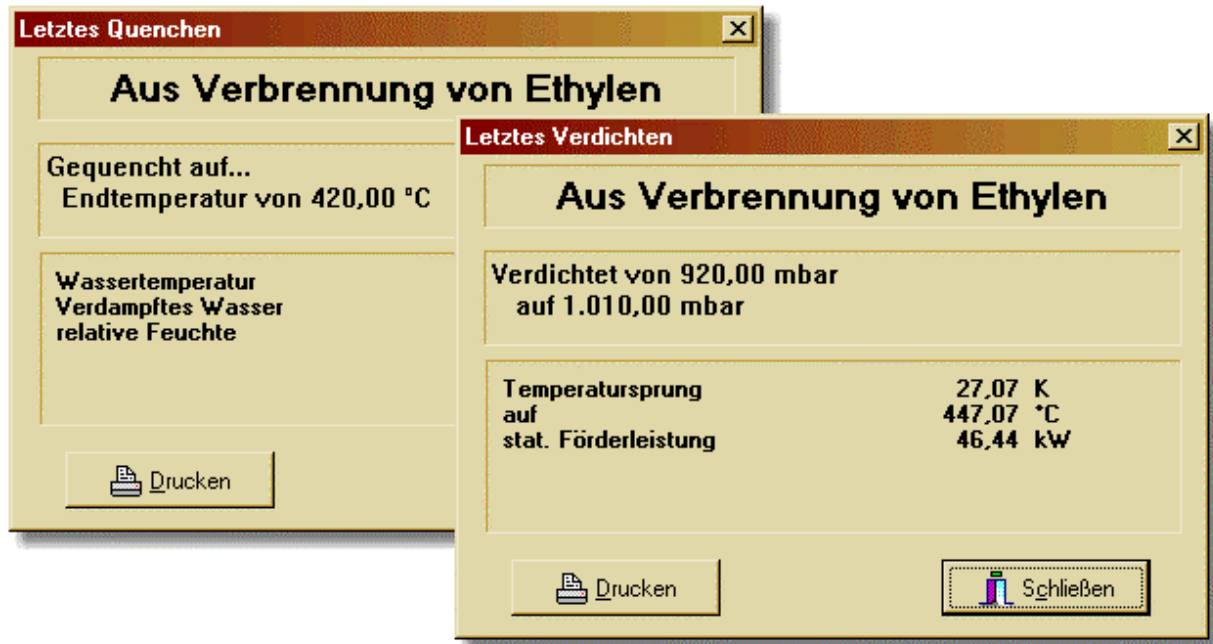 Letztes Quenchen
Aus Verbrennung von Ethylen
Gequencht auf...
Endtemperatur von 420,00 °C
Wassertemperatur
Verdampftes Wasser
relative Feuchte
Drucken
Letztes Verdichten
Aus Verbrennung von Ethylen
Verdichtet von 920,00 mbar
auf 1.010,00 mbar
Temperatursprung 27,07 K
auf 447,07 °C
stat. Förderleistung 46,44 kW
Drucken
Schließen